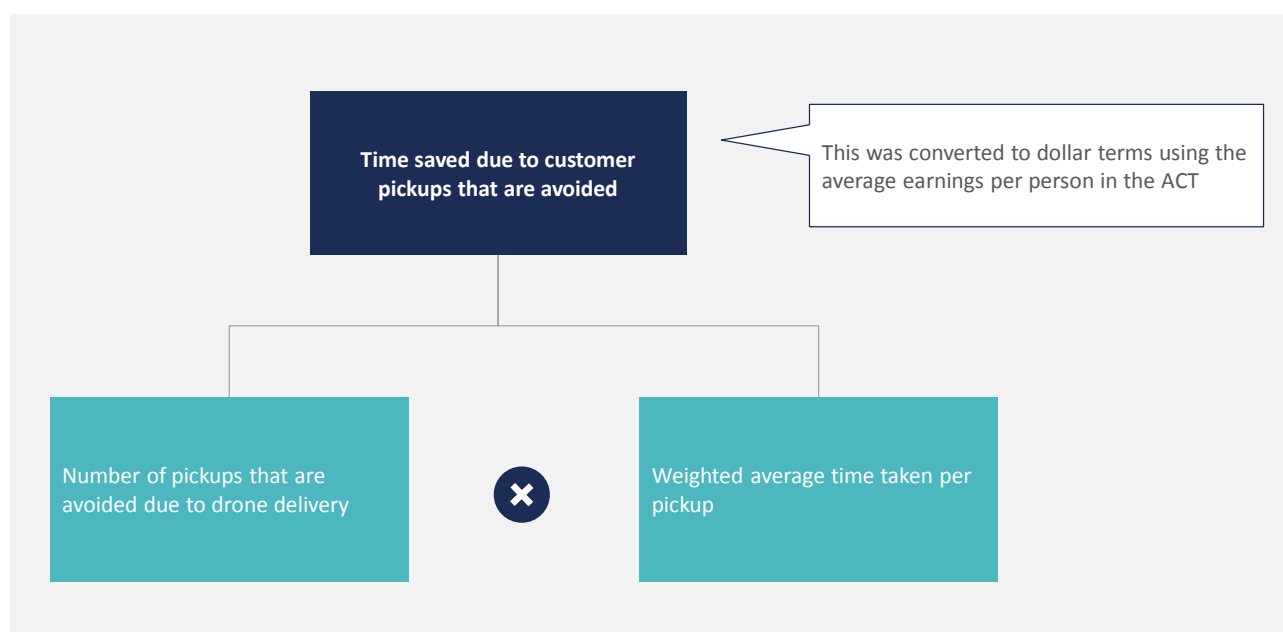 Time saved due to customer
pickups that are avoided
This was converted to dollar terms using the
average earnings per person in the ACT
Number of pickups that are
avoided due to drone delivery
Weighted average time taken per
pickup